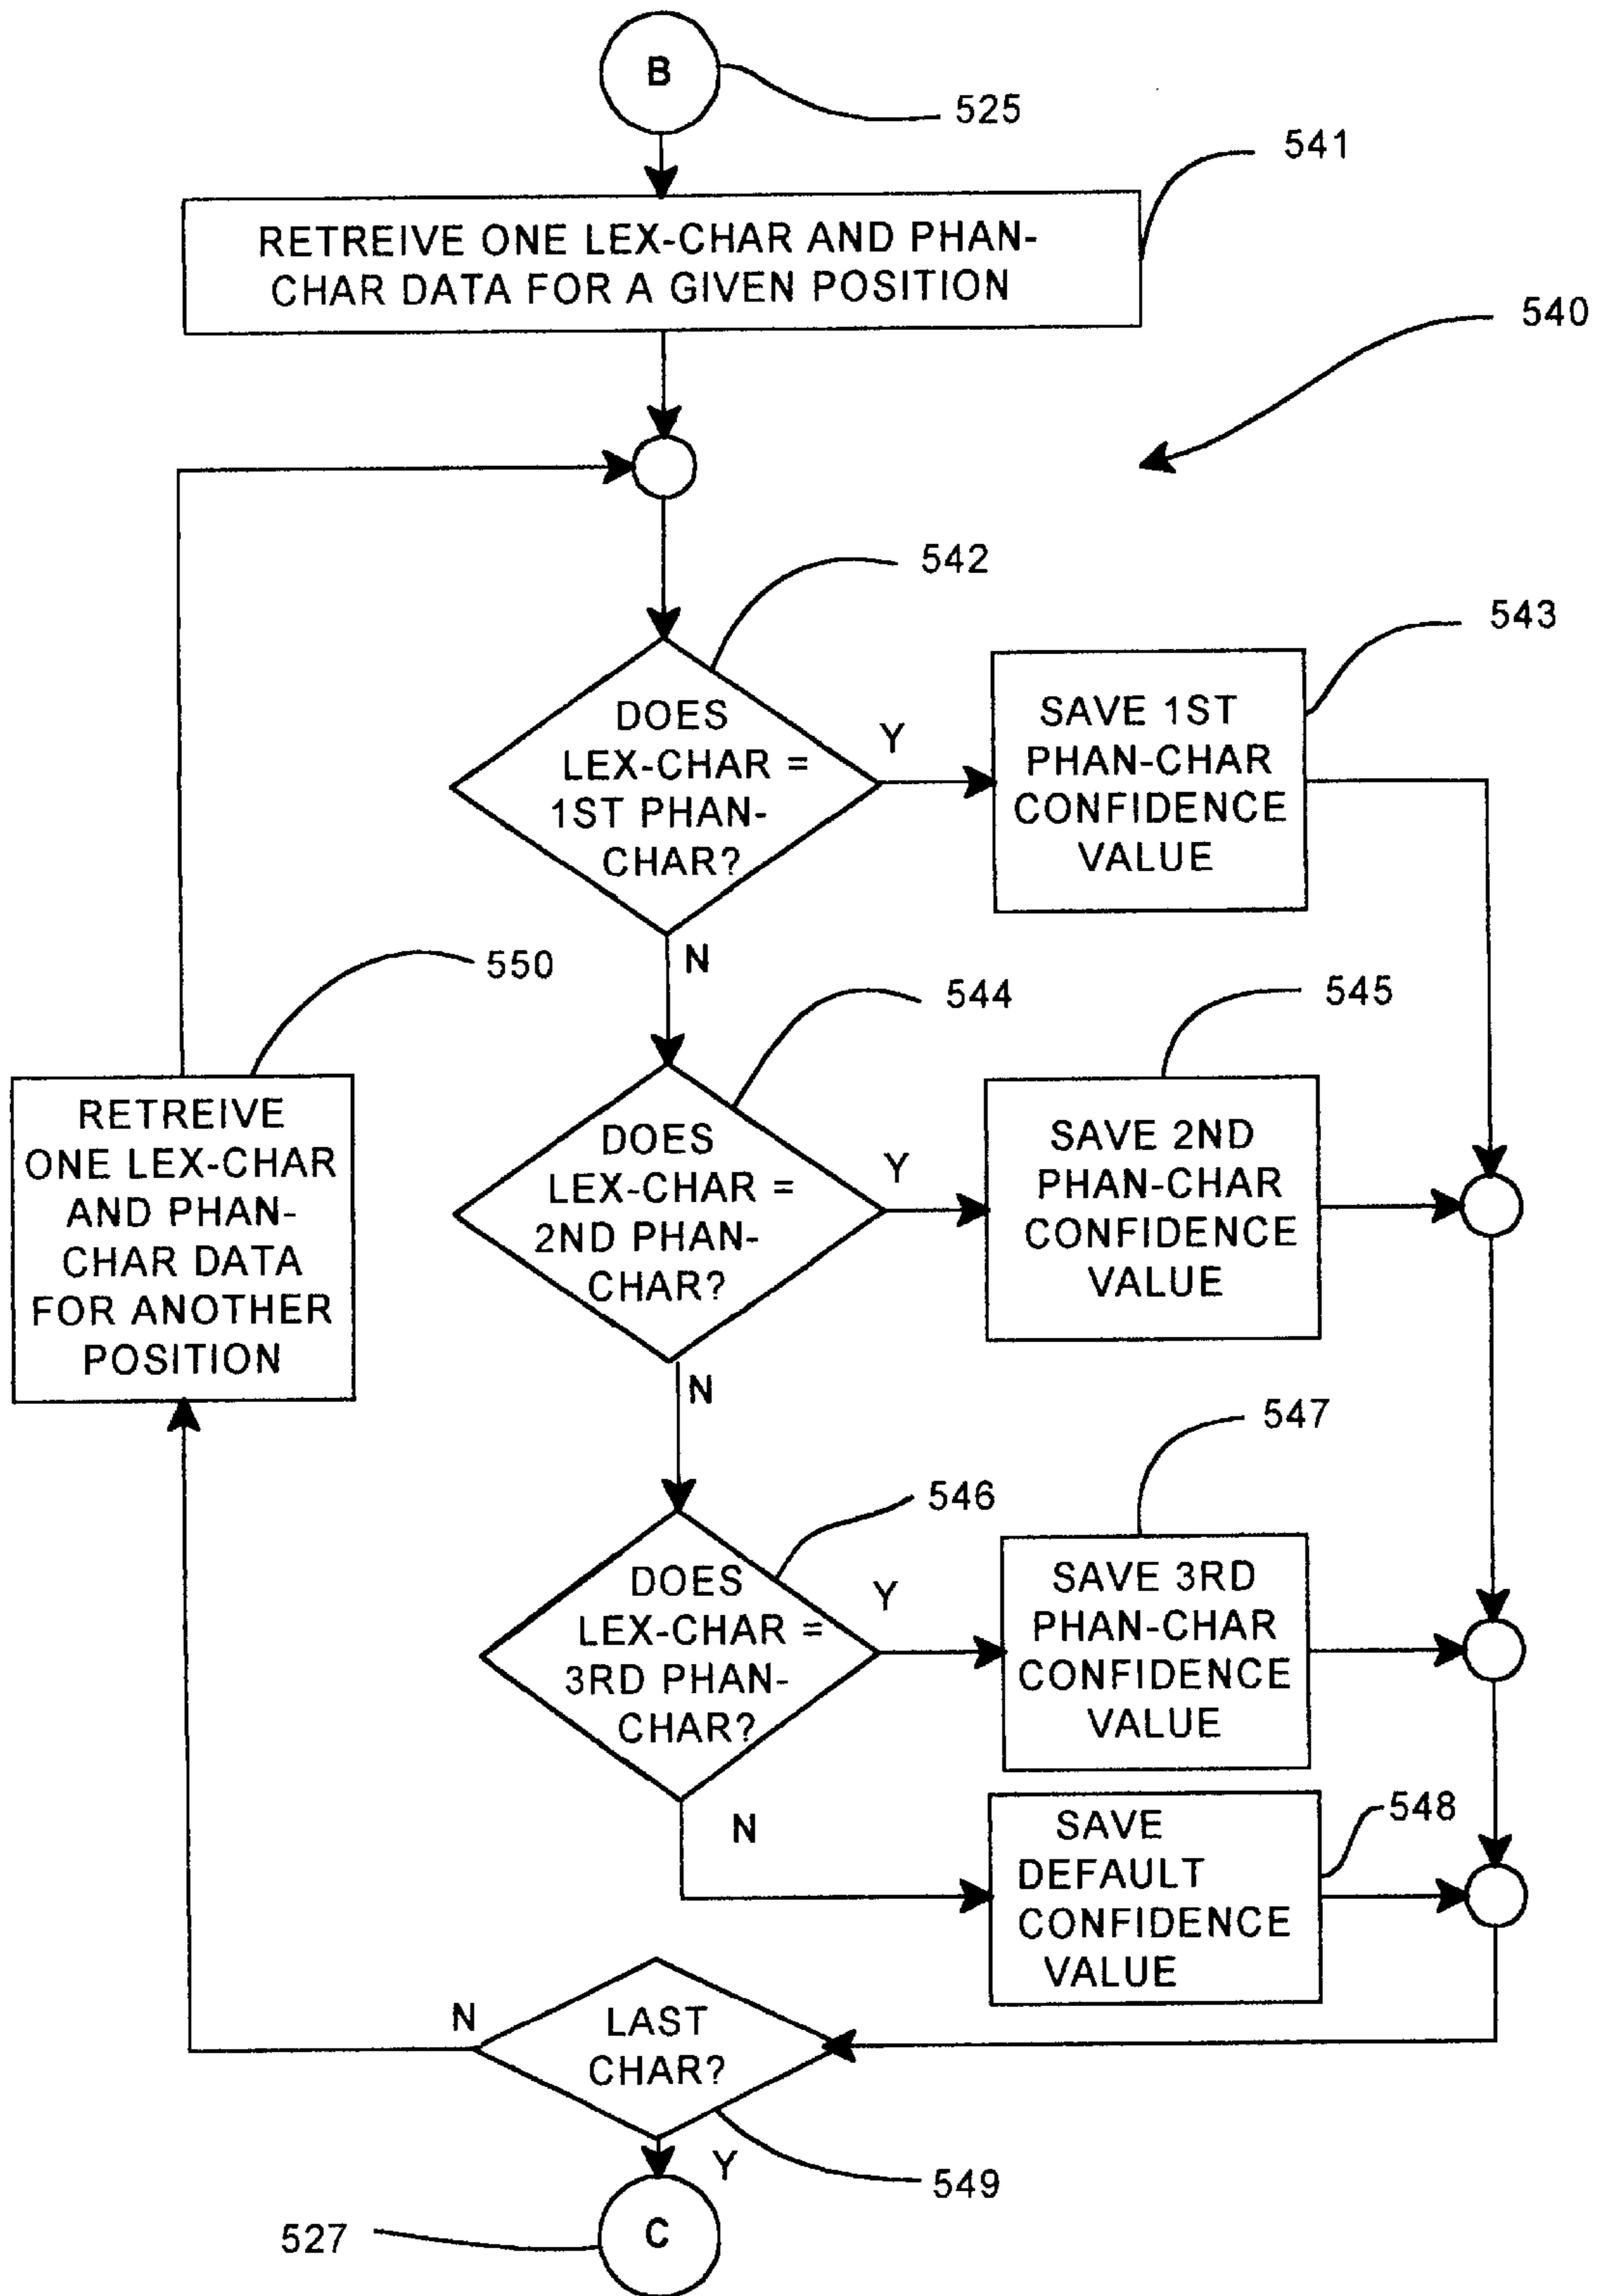 B
525
541
RETREIVE ONE LEX-CHAR AND PHAN-
CHAR DATA FOR A GIVEN POSITION
540
542
543
DOES
LEX-CHAR =
1ST PHAN-
CHAR?
Y
SAVE 1ST
PHAN-CHAR
CONFIDENCE
VALUE
N
550
544
545
RETREIVE
ONE LEX-CHAR
AND PHAN-
CHAR DATA
FOR ANOTHER
POSITION
DOES
LEX-CHAR =
2ND PHAN-
CHAR?
Y
SAVE 2ND
PHAN-CHAR
CONFIDENCE
VALUE
N
547
546
DOES
LEX-CHAR =
3RD PHAN-
CHAR?
Y
SAVE 3RD
PHAN-CHAR
CONFIDENCE
VALUE
N
548
SAVE
DEFAULT
CONFIDENCE
VALUE
N
LAST
CHAR?
Y
549
527
C